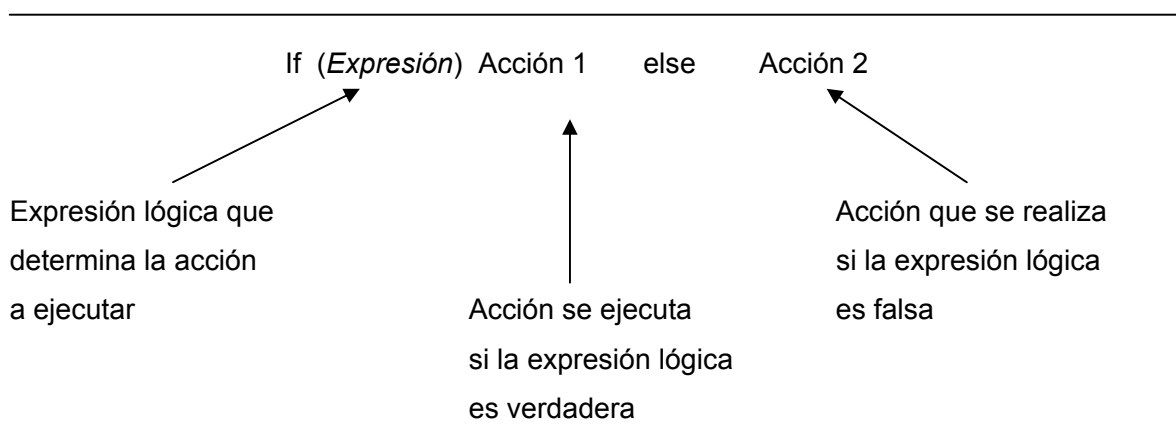 If (Expresión) Acción 1 else Acción 2
Expresión lógica que
determina la acción
a ejecutar
Acción se ejecuta
si la expresión lógica
es verdadera
Acción que se realiza
si la expresión lógica
es falsa